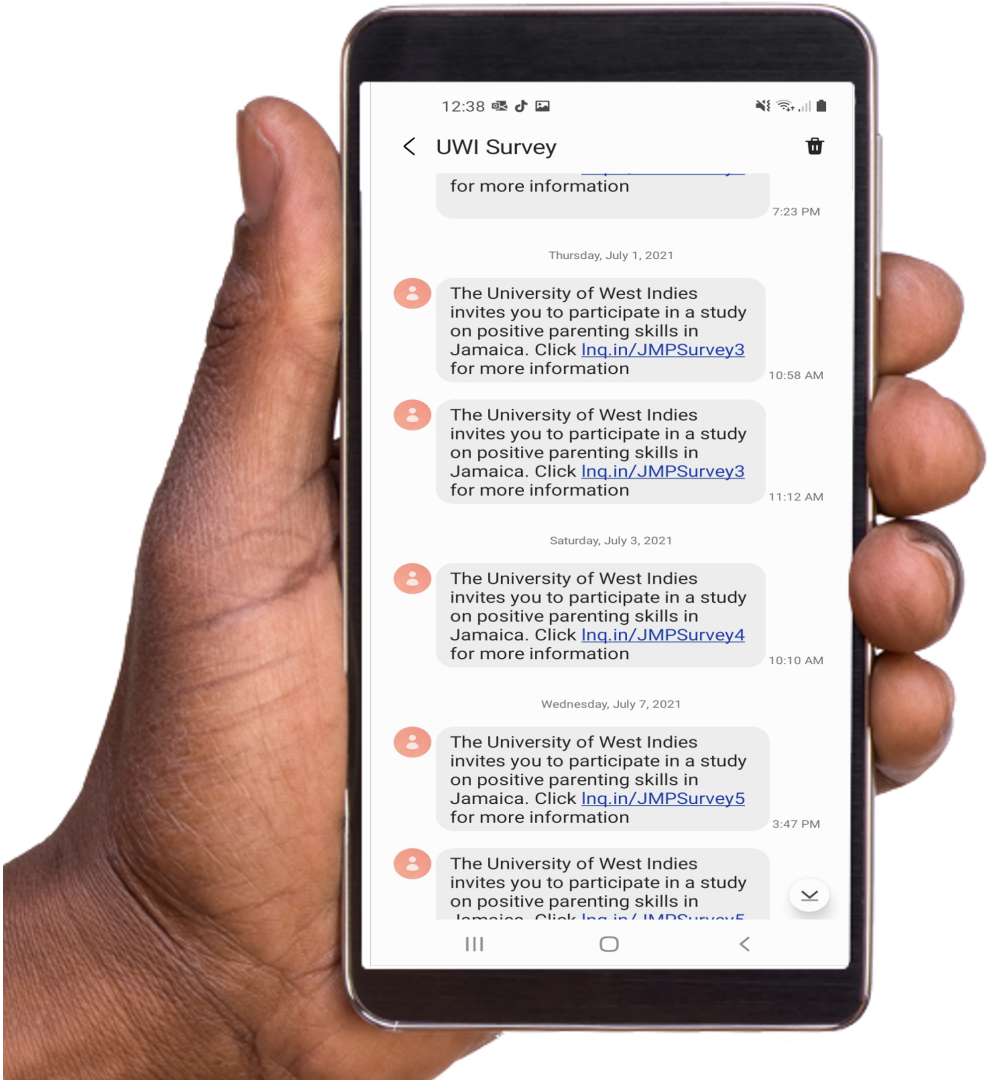 12:38
UWI Survey
for more information
7:23 PM
Thursday, July 1, 2021
The University of West Indies
invites you to participate in a study
on positive parenting skills in
Jamaica. Click lnq.in/JMPSurvey3
for more information
10:58 AM
The University of West Indies
invites you to participate in a study
on positive parenting skills in
Jamaica. Click lnq.in/JMPSurvey3
for more information
11:12 AM
Saturday, July 3, 2021
The University of West Indies
invites you to participate in a study
on positive parenting skills in
Jamaica. Click lnq.in/JMPSurvey4
for more information
10:10 AM
Wednesday, July 7, 2021
The University of West Indies
invites you to participate in a study
on positive parenting skills in
Jamaica. Click lnq.in/JMPSurvey5
for more information
3:47 PM
The University of West Indies
invites you to participate in a study
on positive parenting skills in
Jamaica. Click lnq.in/JMPSurvey5